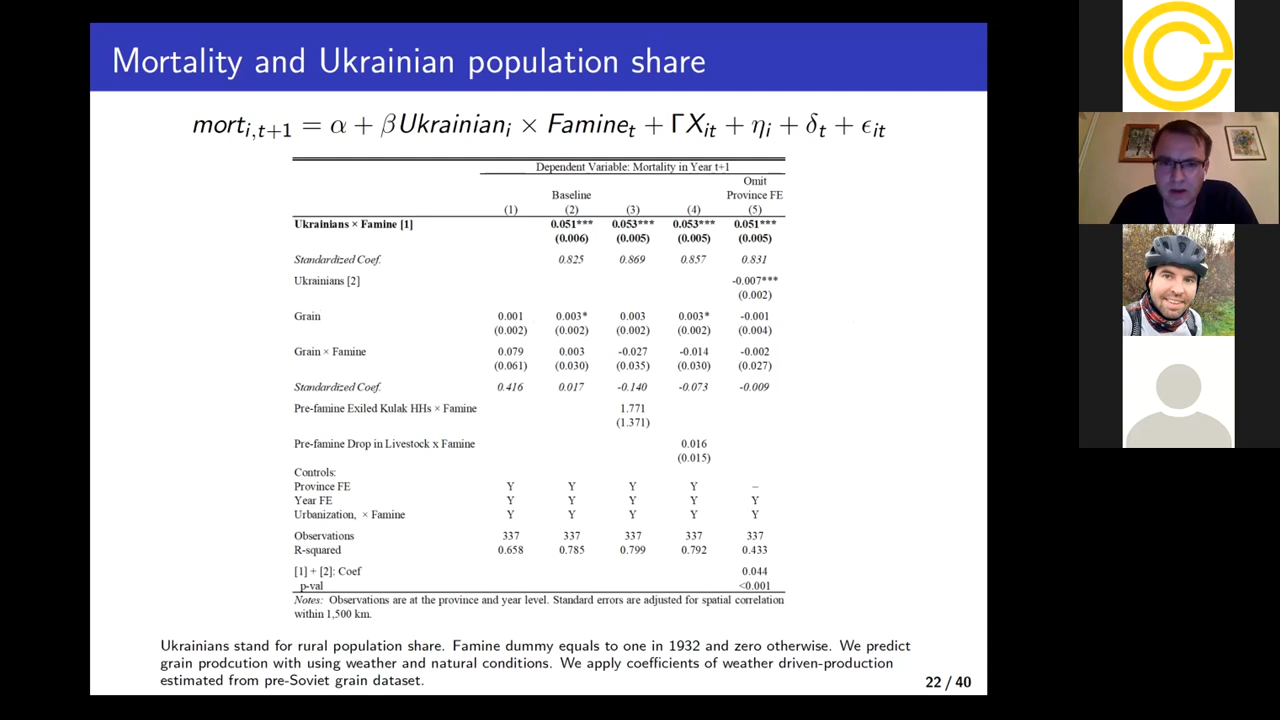 Mortality and Ukrainian population share
mort_{i,t+1} = α + βUkrainian_i × Famine_t + ΓX_{it} + η_i + δ_t + ϵ_{it}
Dependent Variable: Mortality in Year t+1
Omit
Baseline Province FE
(1) (2) (3) (4) (5)
Ukrainians × Famine [1] 0.051*** 0.053*** 0.053*** 0.051***
(0.006) (0.005) (0.005) (0.005)
Standardized Coef. 0.825 0.869 0.857 0.831
Ukrainians [2] -0.007***
(0.002)
Grain 0.001 0.003* 0.003 0.003* -0.001
(0.002) (0.002) (0.002) (0.002) (0.004)
Grain × Famine 0.079 0.003 -0.027 -0.014 -0.002
(0.061) (0.030) (0.035) (0.030) (0.027)
Standardized Coef. 0.416 0.017 -0.140 -0.073 -0.009
Pre-famine Exiled Kulak HHs × Famine 1.771
(1.371)
Pre-famine Drop in Livestock x Famine 0.016
(0.015)
Controls:
Province FE Y Y Y Y –
Year FE Y Y Y Y Y
Urbanization, × Famine Y Y Y Y Y
Observations 337 337 337 337 337
R-squared 0.658 0.785 0.799 0.792 0.433
[1] + [2]: Coef 0.044
p-val <0.001
Notes: Observations are at the province and year level. Standard errors are adjusted for spatial correlation
within 1,500 km.
Ukrainians stand for rural population share. Famine dummy equals to one in 1932 and zero otherwise. We predict
grain prodcution with using weather and natural conditions. We apply coefficients of weather driven-production
estimated from pre-Soviet grain dataset.
22 / 40